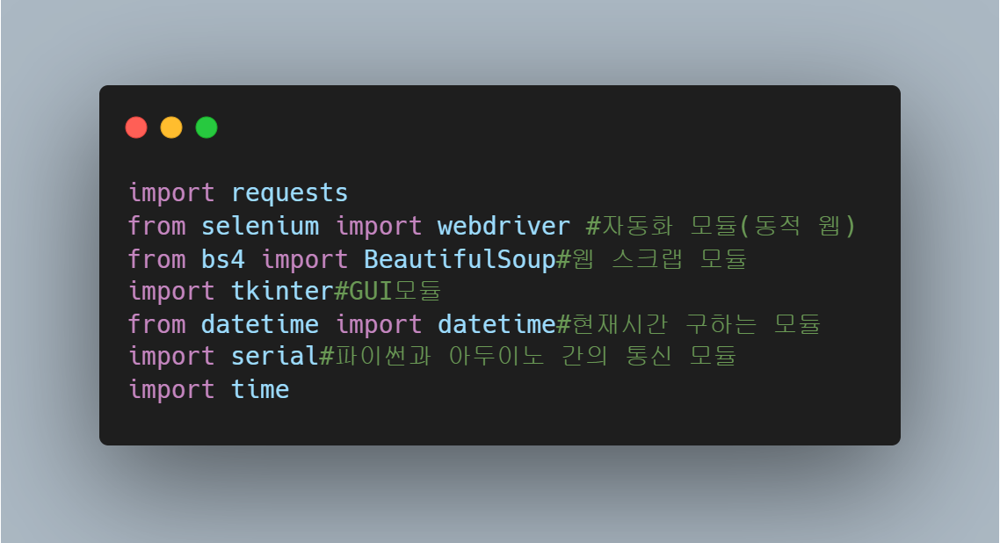 import requests
from selenium import webdriver #자동화 모듈(동적 웹)
from bs4 import BeautifulSoup#웹 스크랩 모듈
import tkinter#GUI모듈
from datetime import datetime#현재시간 구하는 모듈
import serial#파이썬과 아두이노 간의 통신 모듈
import time